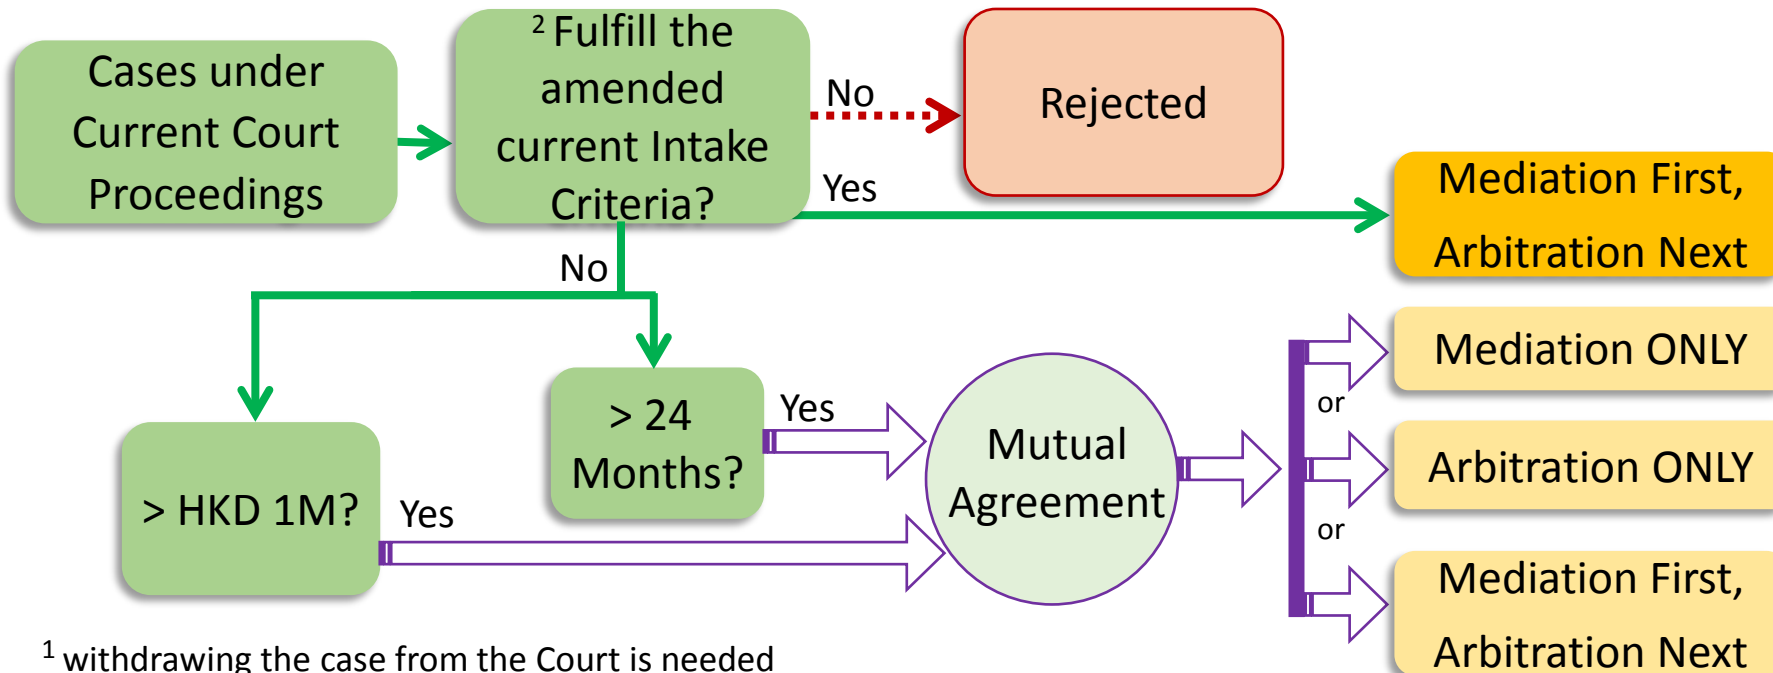 Cases under
Current Court
Proceedings
² Fulfill the
amended
current Intake
Criteria?
No
Rejected
Yes
Mediation First,
Arbitration Next
No
> 24
Months?
Yes
> HKD 1M?
Yes
Mutual
Agreement
Mediation ONLY
or
Arbitration ONLY
or
Mediation First,
Arbitration Next
¹ withdrawing the case from the Court is needed